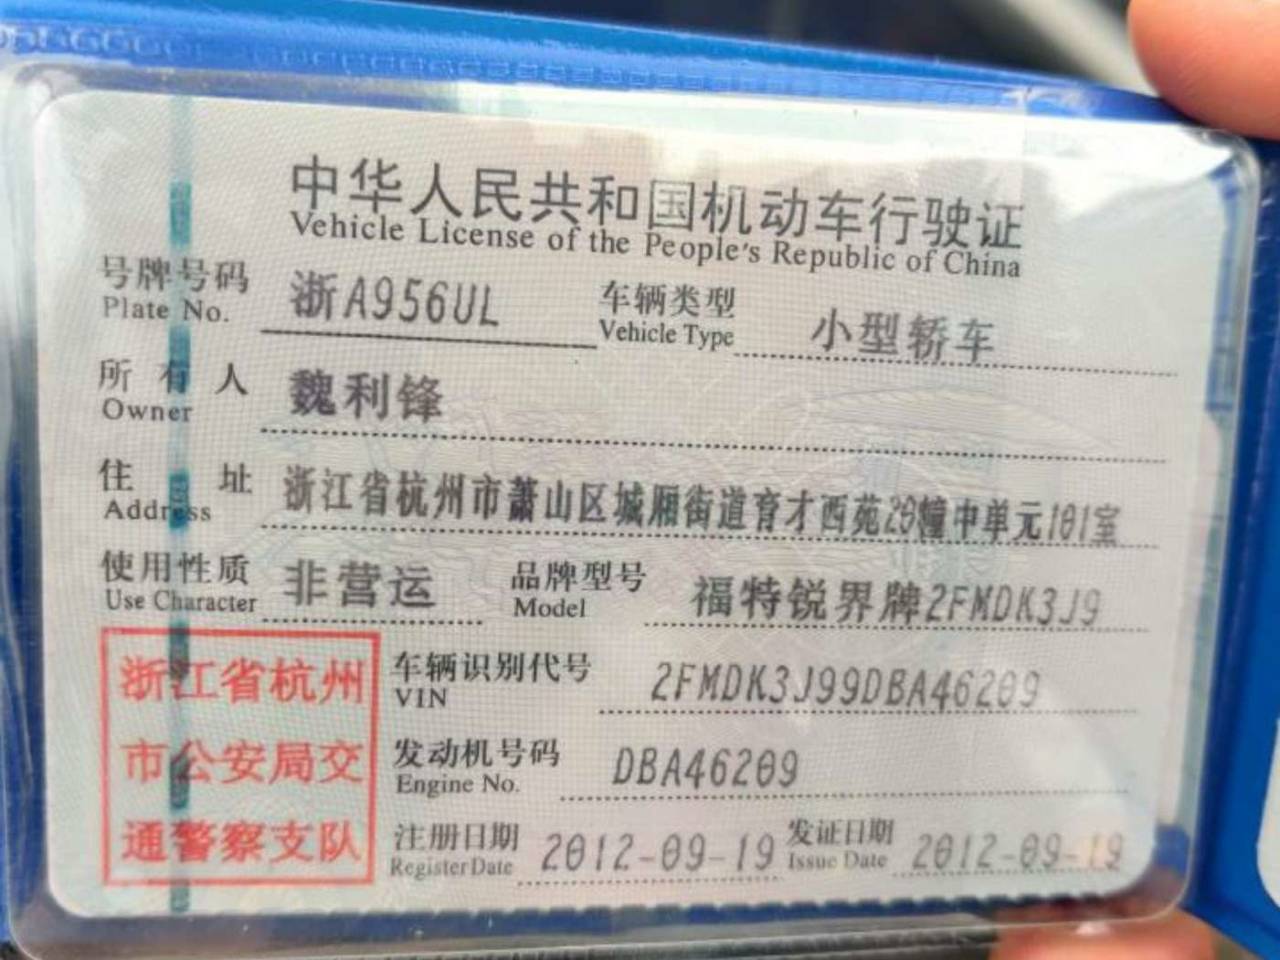 中华人民共和国机动车行驶证
Vehicle License of the People's Republic of China
号牌号码 浙A956UL 车辆类型 小型轿车
Plate No. Vehicle Type
所有人 魏利锋
Owner
住址 浙江省杭州市萧山区城厢街道育才西苑20幢中单元101室
Address
使用性质 非营运 品牌型号 福特锐界牌2FMDK3J9
Use Character Model
车辆识别代号 2FMDK3J99DBA46209
VIN
发动机号码 DBA46209
Engine No.
注册日期 2012-09-19 发证日期 2012-09-19
Register Date Issue Date
浙江省杭州
市公安局交
通警察支队